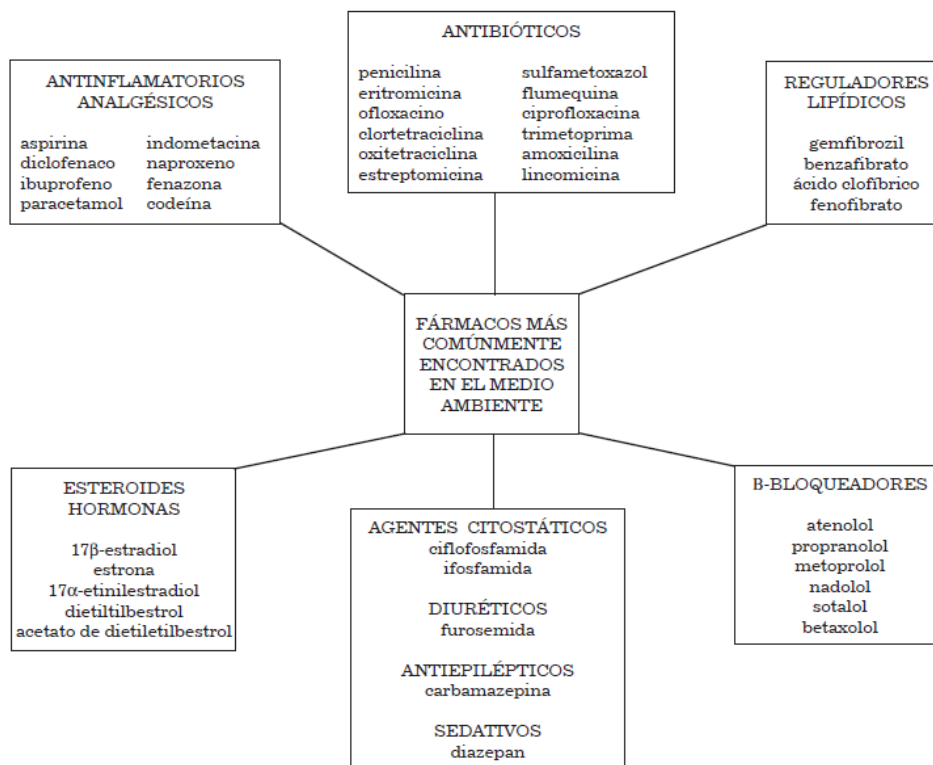 ANTINFLAMATORIOS
ANALGÉSICOS
aspirina indometacina
diclofenaco naproxeno
ibuprofeno fenazona
paracetamol codeína
ANTIBIÓTICOS
penicilina sulfametoxazol
eritromicina flumequina
ofloxacino ciprofloxacina
clortetraciclina trimetoprima
oxitetraciclina amoxicilina
estreptomicina lincomicina
REGULADORES
LIPÍDICOS
gemfibrozil
benzafibrato
ácido clofíbrico
fenofibrato
FÁRMACOS MÁS
COMÚNMENTE
ENCONTRADOS
EN EL MEDIO
AMBIENTE
ESTEROIDES
HORMONAS
17β-estradiol
estrona
17α-etinilestradiol
dietiltilbestrol
acetato de dietiletilbestrol
AGENTES CITOSTÁTICOS
ciflofosfamida
ifosfamida
DIURÉTICOS
furosemida
ANTIEPILÉPTICOS
carbamazepina
SEDATIVOS
diazepan
B-BLOQUEADORES
atenolol
propranolol
metoprolol
nadolol
sotalol
betaxolol